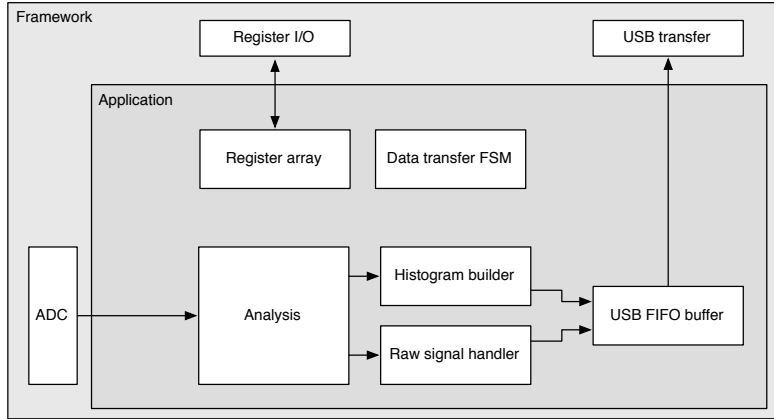 Framework
Register I/O
USB transfer
Application
Register array
Data transfer FSM
ADC
Analysis
Histogram builder
Raw signal handler
USB FIFO buffer